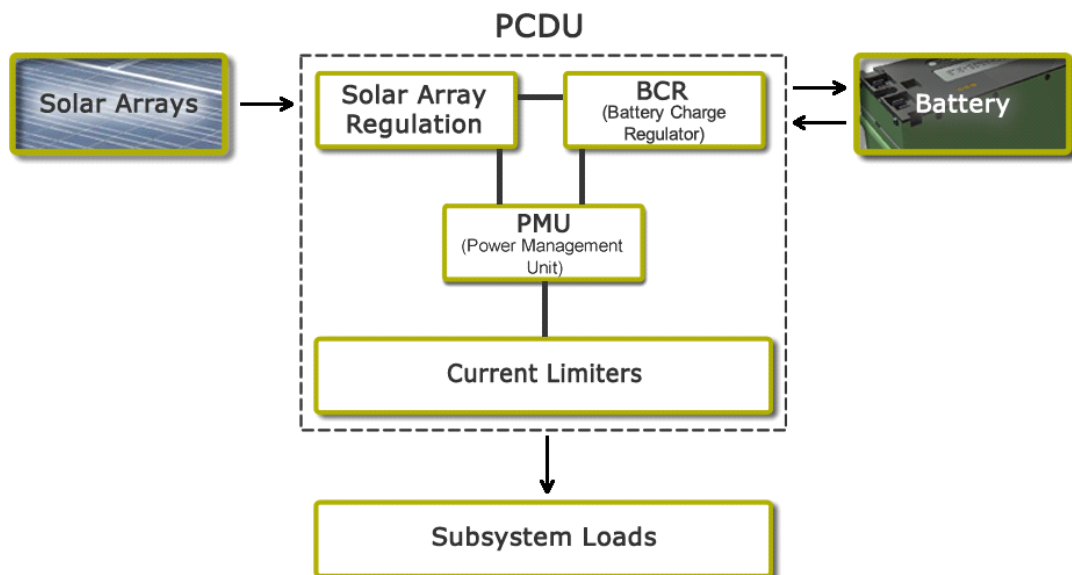 PCDU
Solar Arrays
Solar Array
Regulation
BCR
(Battery Charge
Regulator)
Battery
PMU
(Power Management
Unit)
Current Limiters
Subsystem Loads